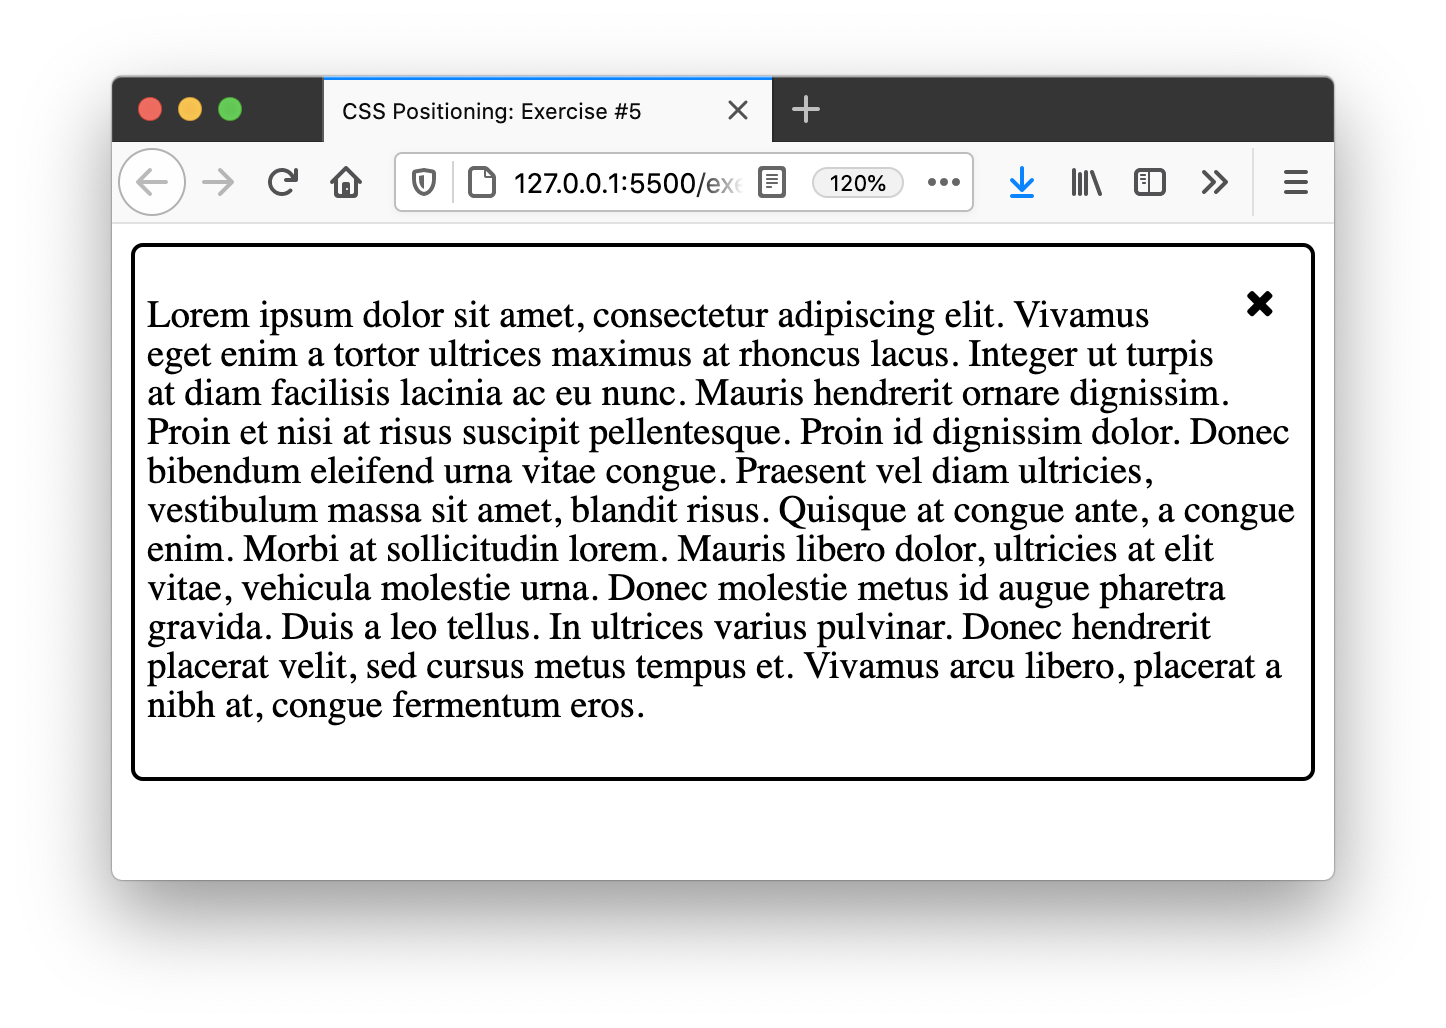 CSS Positioning: Exercise #5
127.0.0.1:5500/exe
120%
Lorem ipsum dolor sit amet, consectetur adipiscing elit. Vivamus
eget enim a tortor ultrices maximus at rhoncus lacus. Integer ut turpis
at diam facilisis lacinia ac eu nunc. Mauris hendrerit ornare dignissim.
Proin et nisi at risus suscipit pellentesque. Proin id dignissim dolor. Donec
bibendum eleifend urna vitae congue. Praesent vel diam ultricies,
vestibulum massa sit amet, blandit risus. Quisque at congue ante, a congue
enim. Morbi at sollicitudin lorem. Mauris libero dolor, ultricies at elit
vitae, vehicula molestie urna. Donec molestie metus id augue pharetra
gravida. Duis a leo tellus. In ultrices varius pulvinar. Donec hendrerit
placerat velit, sed cursus metus tempus et. Vivamus arcu libero, placerat a
nibh at, congue fermentum eros.